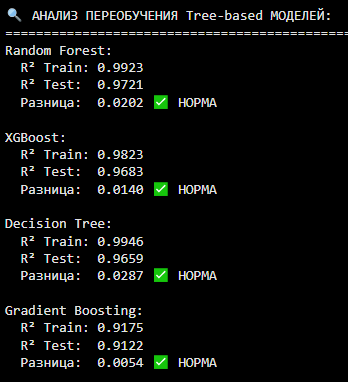 🔍 АНАЛИЗ ПЕРЕОБУЧЕНИЯ Tree-based МОДЕЛЕЙ:
==================================================
Random Forest:
R² Train: 0.9923
R² Test: 0.9721
Разница: 0.0202 ✅ НОРМА
XGBoost:
R² Train: 0.9823
R² Test: 0.9683
Разница: 0.0140 ✅ НОРМА
Decision Tree:
R² Train: 0.9946
R² Test: 0.9659
Разница: 0.0287 ✅ НОРМА
Gradient Boosting:
R² Train: 0.9175
R² Test: 0.9122
Разница: 0.0054 ✅ НОРМА